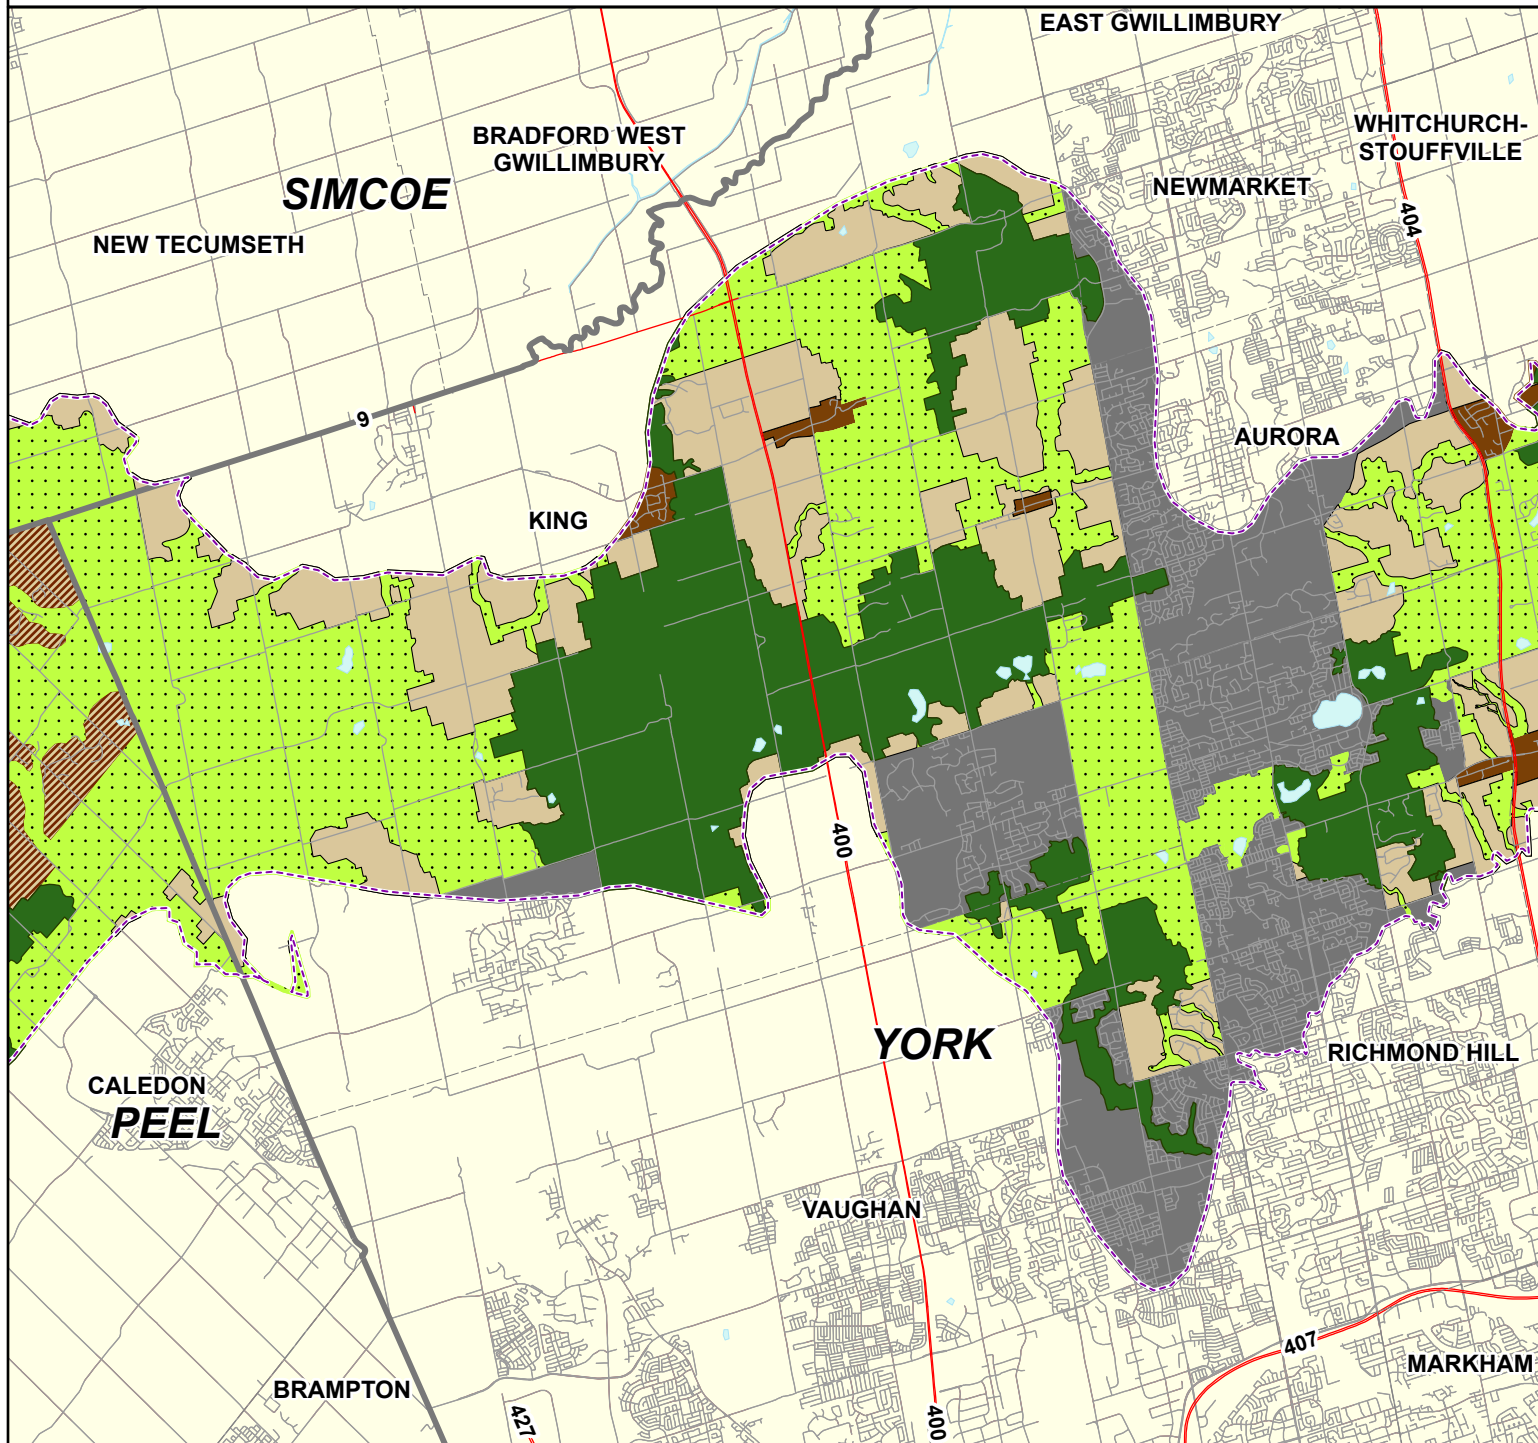 EAST GWILLIMBURY
BRADFORD WEST
GWILLIMBURY
WHITCHURCH-
STOUFFVILLE
SIMCOE
NEWMARKET
NEW TECUMSETH
404
9
AURORA
KING
400
YORK
RICHMOND HILL
CALEDON
PEEL
VAUGHAN
407
MARKHAM
BRAMPTON
427
400